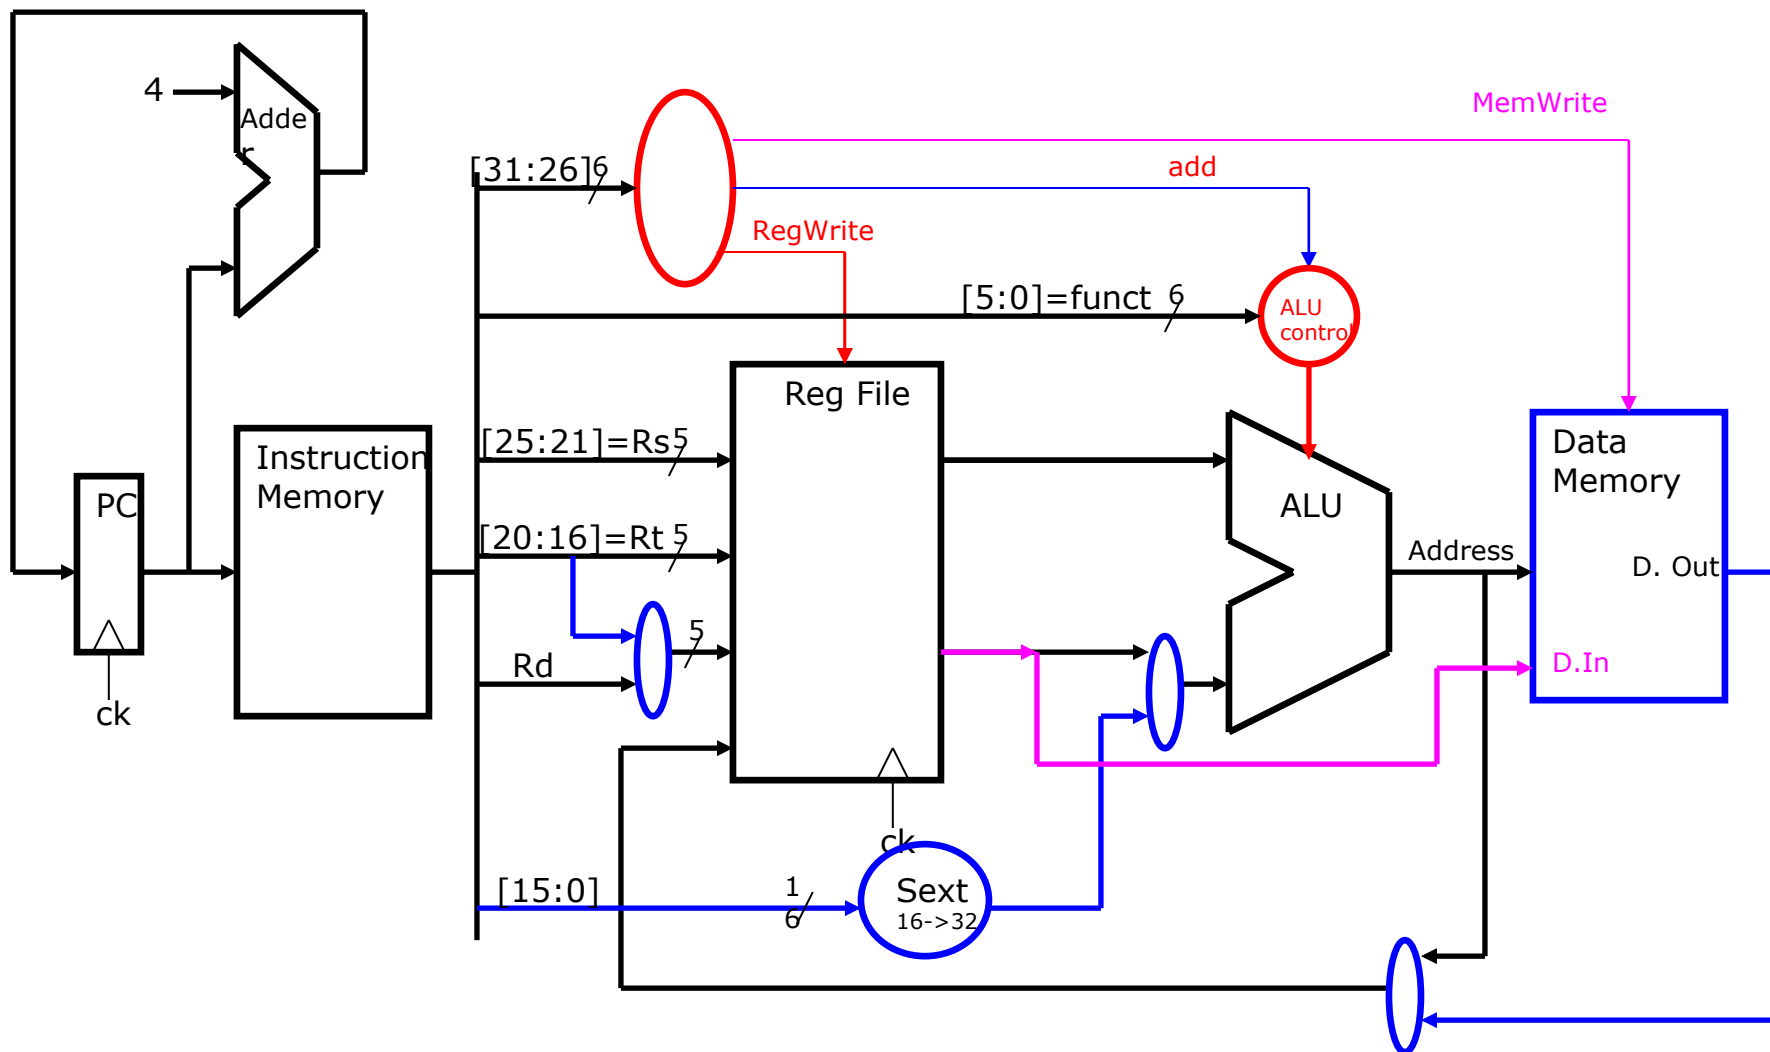 MemWrite
4
Adde
r
[31:26]
6
add
RegWrite
[5:0]=funct
6
ALU
control
Reg File
[25:21]=Rs
5
Instruction
Memory
Data
Memory
PC
ALU
[20:16]=Rt
5
Address
D. Out
5
Rd
D.In
ck
ck
[15:0]
1
6
Sext
16->32